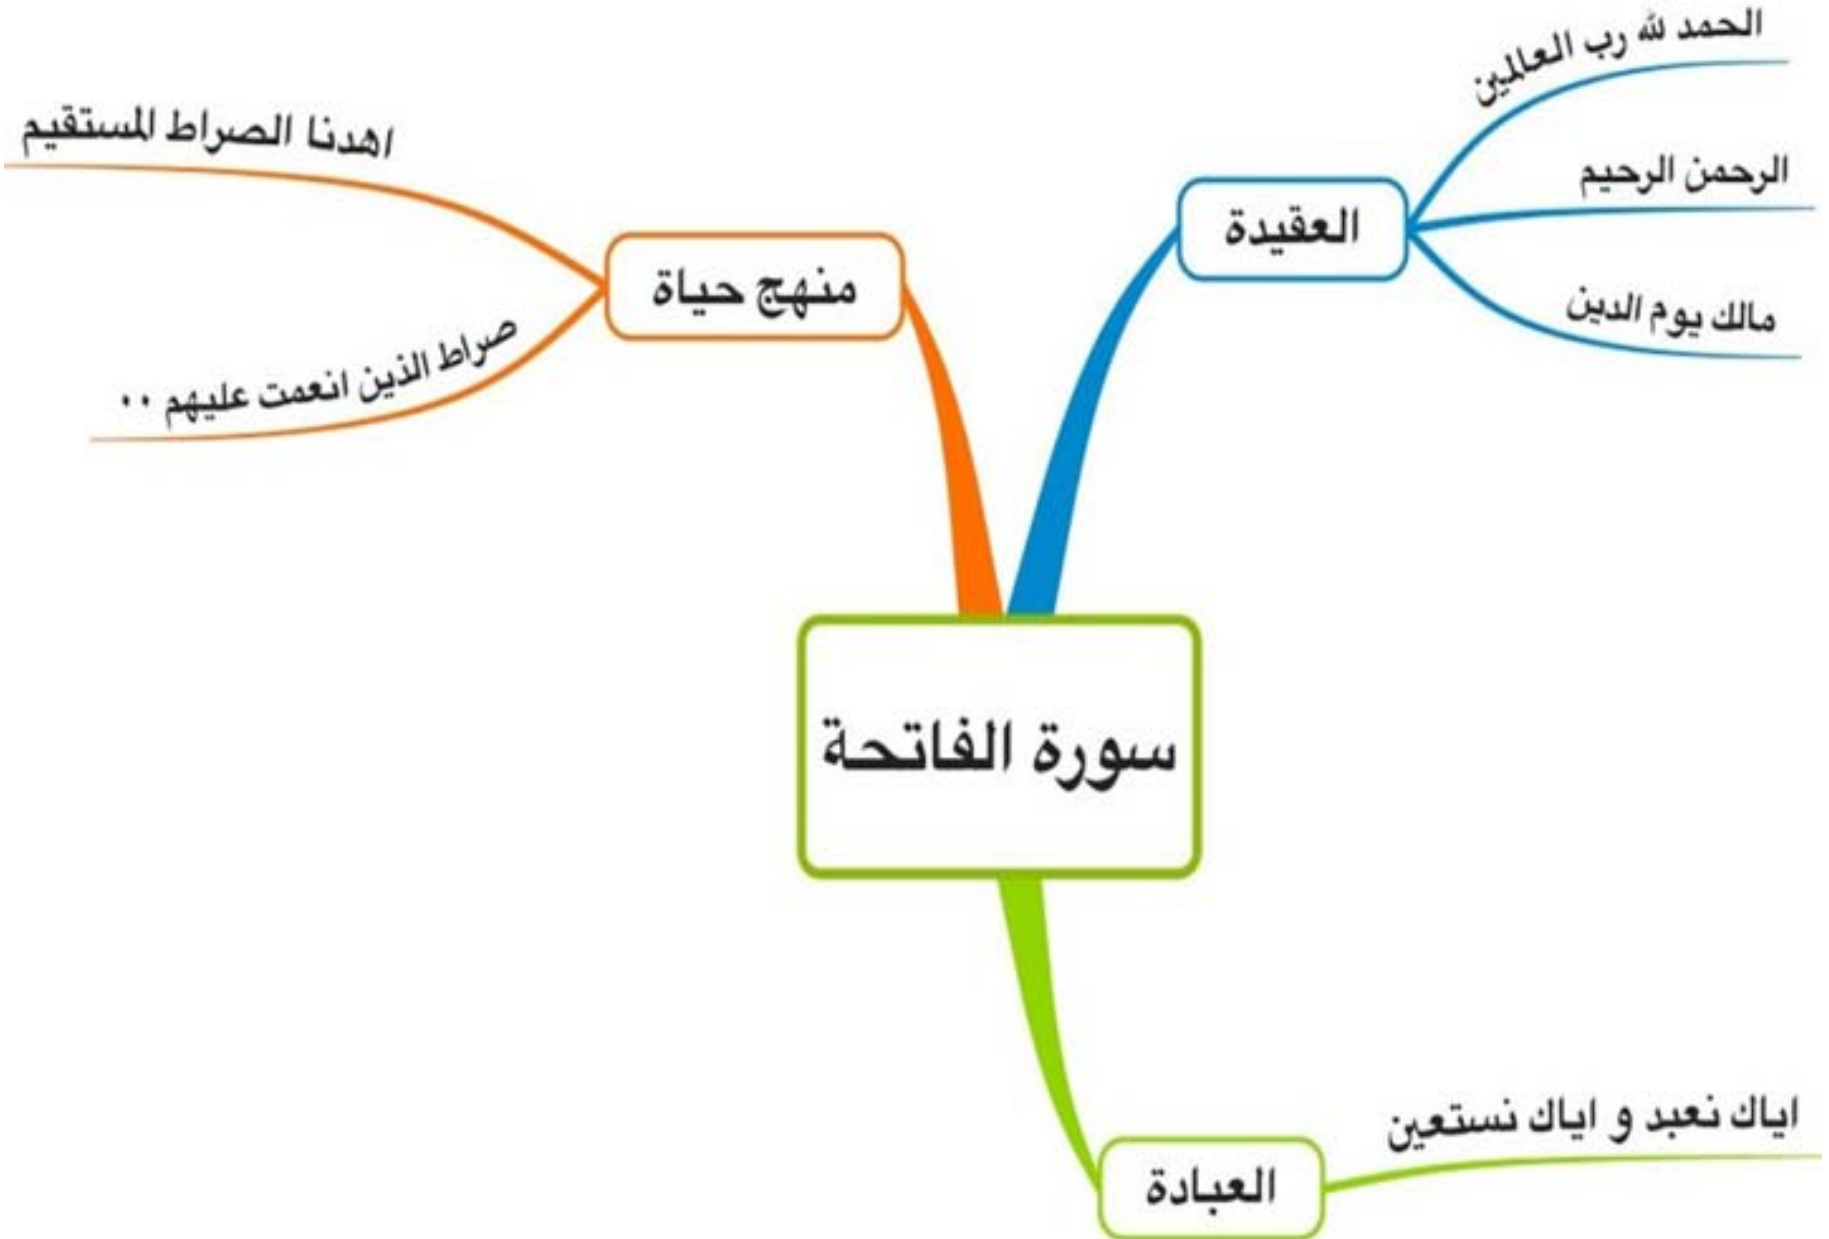 سورة الفاتحة
العقيدة
الحمد لله رب العالمين
الرحمن الرحيم
مالك يوم الدين
العبادة
اياك نعبد و اياك نستعين
منهج حياة
اهدنا الصراط المستقيم
صراط الذين انعمت عليهم ٠٠